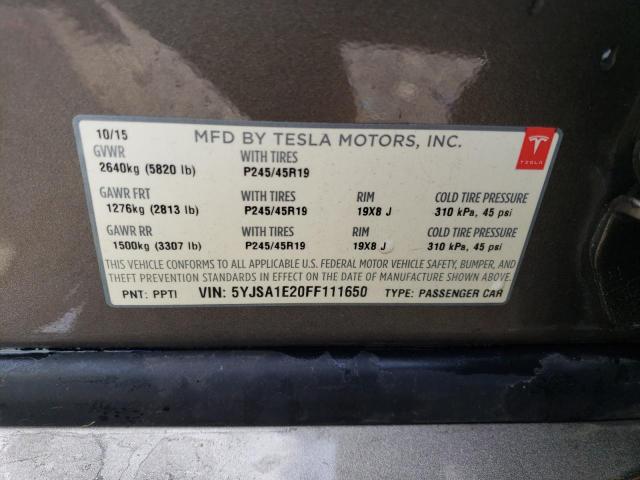 10/15 MFD BY TESLA MOTORS, INC.
TESLA
GVWR WITH TIRES
2640kg (5820 lb) P245/45R19
GAWR FRT WITH TIRES RIM COLD TIRE PRESSURE
1276kg (2813 lb) P245/45R19 19X8 J 310 kPa, 45 psi
GAWR RR WITH TIRES RIM COLD TIRE PRESSURE
1500kg (3307 lb) P245/45R19 19X8 J 310 kPa, 45 psi
THIS VEHICLE CONFORMS TO ALL APPLICABLE U.S. FEDERAL MOTOR VEHICLE SAFETY, BUMPER, AND
THEFT PREVENTION STANDARDS IN EFFECT ON THE DATE OF MANUFACTURE SHOWN ABOVE.
PNT: PPTI VIN: 5YJSA1E20FF111650 TYPE: PASSENGER CAR